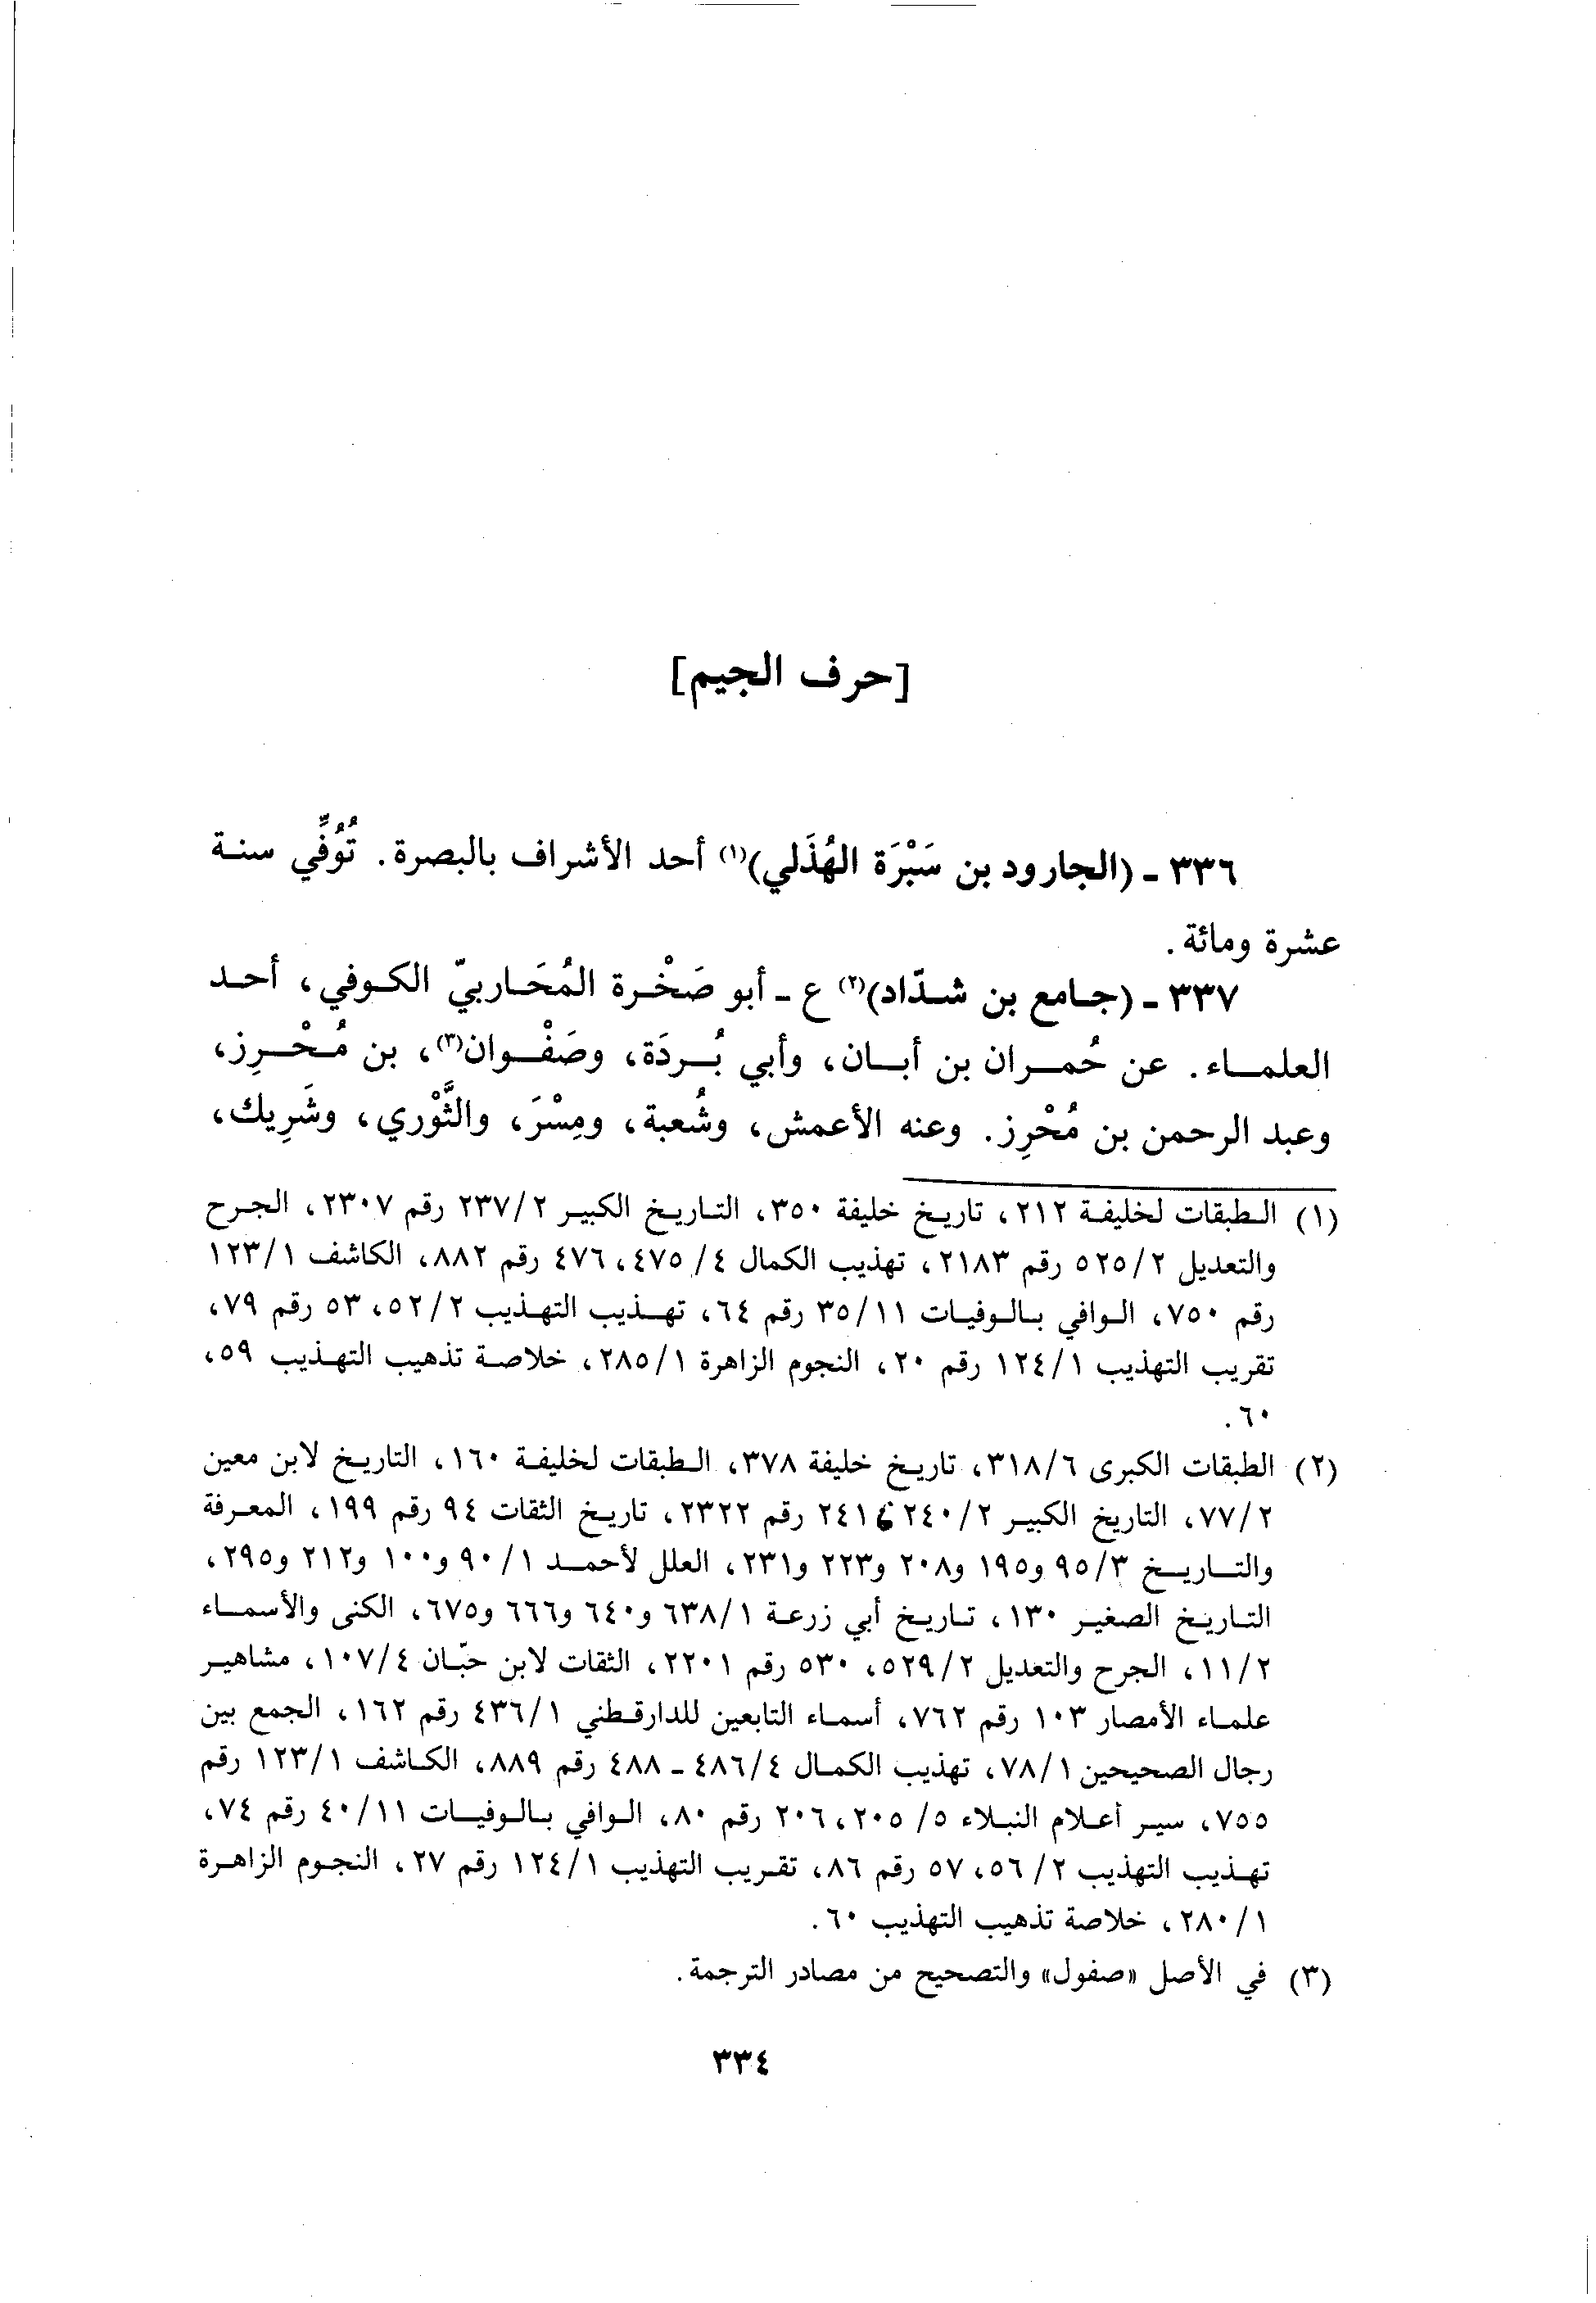 [حرف الجيم]
٣٣٦ - (الجارود بن سَبْرَة الهُذَلي)(١) أحد الأشراف بالبصرة. تُوُفِّي سنة
عشرة ومائة.
٣٣٧ - (جامع بن شدّاد)(٢) ع - أبو صَخْرة المُحَاربيّ الكوفي، أحد
العلماء. عن حُمران بن أبان، وأبي بُردَة، وصَفْوان(٣)، بن مُحْرِز،
وعبد الرحمن بن مُحْرِز. وعنه الأعمش، وشُعبة، ومِسْرَ، والثَّوْري، وشَرِيك،
(١) الطبقات لخليفة ٢١٢، تاريخ خليفة ٣٥٠، التاريخ الكبير ٢/ ٢٣٧ رقم ٢٣٠٧، الجرح
والتعديل ٢/ ٥٢٥ رقم ٢١٨٣، تهذيب الكمال ٤/ ٤٧٥، ٤٧٦ رقم ٨٨٢، الكاشف ١/ ١٢٣
رقم ٧٥٠، الوافي بالوفيات ١١/ ٣٥ رقم ٦٤، تهذيب التهذيب ٢/ ٥٢، ٥٣ رقم ٧٩،
تقريب التهذيب ١/ ١٢٤ رقم ٢٠، النجوم الزاهرة ١/ ٢٨٥، خلاصة تذهيب التهذيب ٥٩،
٦٠.
(٢) الطبقات الكبرى ٦/ ٣١٨، تاريخ خليفة ٣٧٨، الطبقات لخليفة ١٦٠، التاريخ لابن معين
٢/ ٧٧، التاريخ الكبير ٢/ ٢٤٠، ٢٤١ رقم ٢٣٢٢، تاريخ الثقات ٩٤ رقم ١٩٩، المعرفة
والتاريخ ٣/ ٩٥ و١٩٥ و٢٠٨ و٢٢٣ و٢٣١، العلل لأحمد ١/ ٩٠ و١٠٠ و٢١٢ و٢٩٥،
التاريخ الصغير ١٣٠، تاريخ أبي زرعة ١/ ٦٣٨ و٦٤٠ و٦٦٦ و٦٧٥، الكنى والأسماء
٢/ ١١، الجرح والتعديل ٢/ ٥٢٩، ٥٣٠ رقم ٢٢٠١، الثقات لابن حبّان ٤/ ١٠٧، مشاهير
علماء الأمصار ١٠٣ رقم ٧٦٢، أسماء التابعين للدارقطني ١/ ٤٣٦ رقم ١٦٢، الجمع بين
رجال الصحيحين ١/ ٧٨، تهذيب الكمال ٤/ ٤٨٦ - ٤٨٨ رقم ٨٨٩، الكاشف ١/ ١٢٣ رقم
٧٥٥، سير أعلام النبلاء ٥/ ٢٠٥، ٢٠٦ رقم ٨٠، الوافي بالوفيات ١١/ ٤٠ رقم ٧٤،
تهذيب التهذيب ٢/ ٥٦، ٥٧ رقم ٨٦، تقريب التهذيب ١/ ١٢٤ رقم ٢٧، النجوم الزاهرة
١/ ٢٨٠، خلاصة تذهيب التهذيب ٦٠.
(٣) في الأصل «صفول» والتصحيح من مصادر الترجمة.
٣٣٤